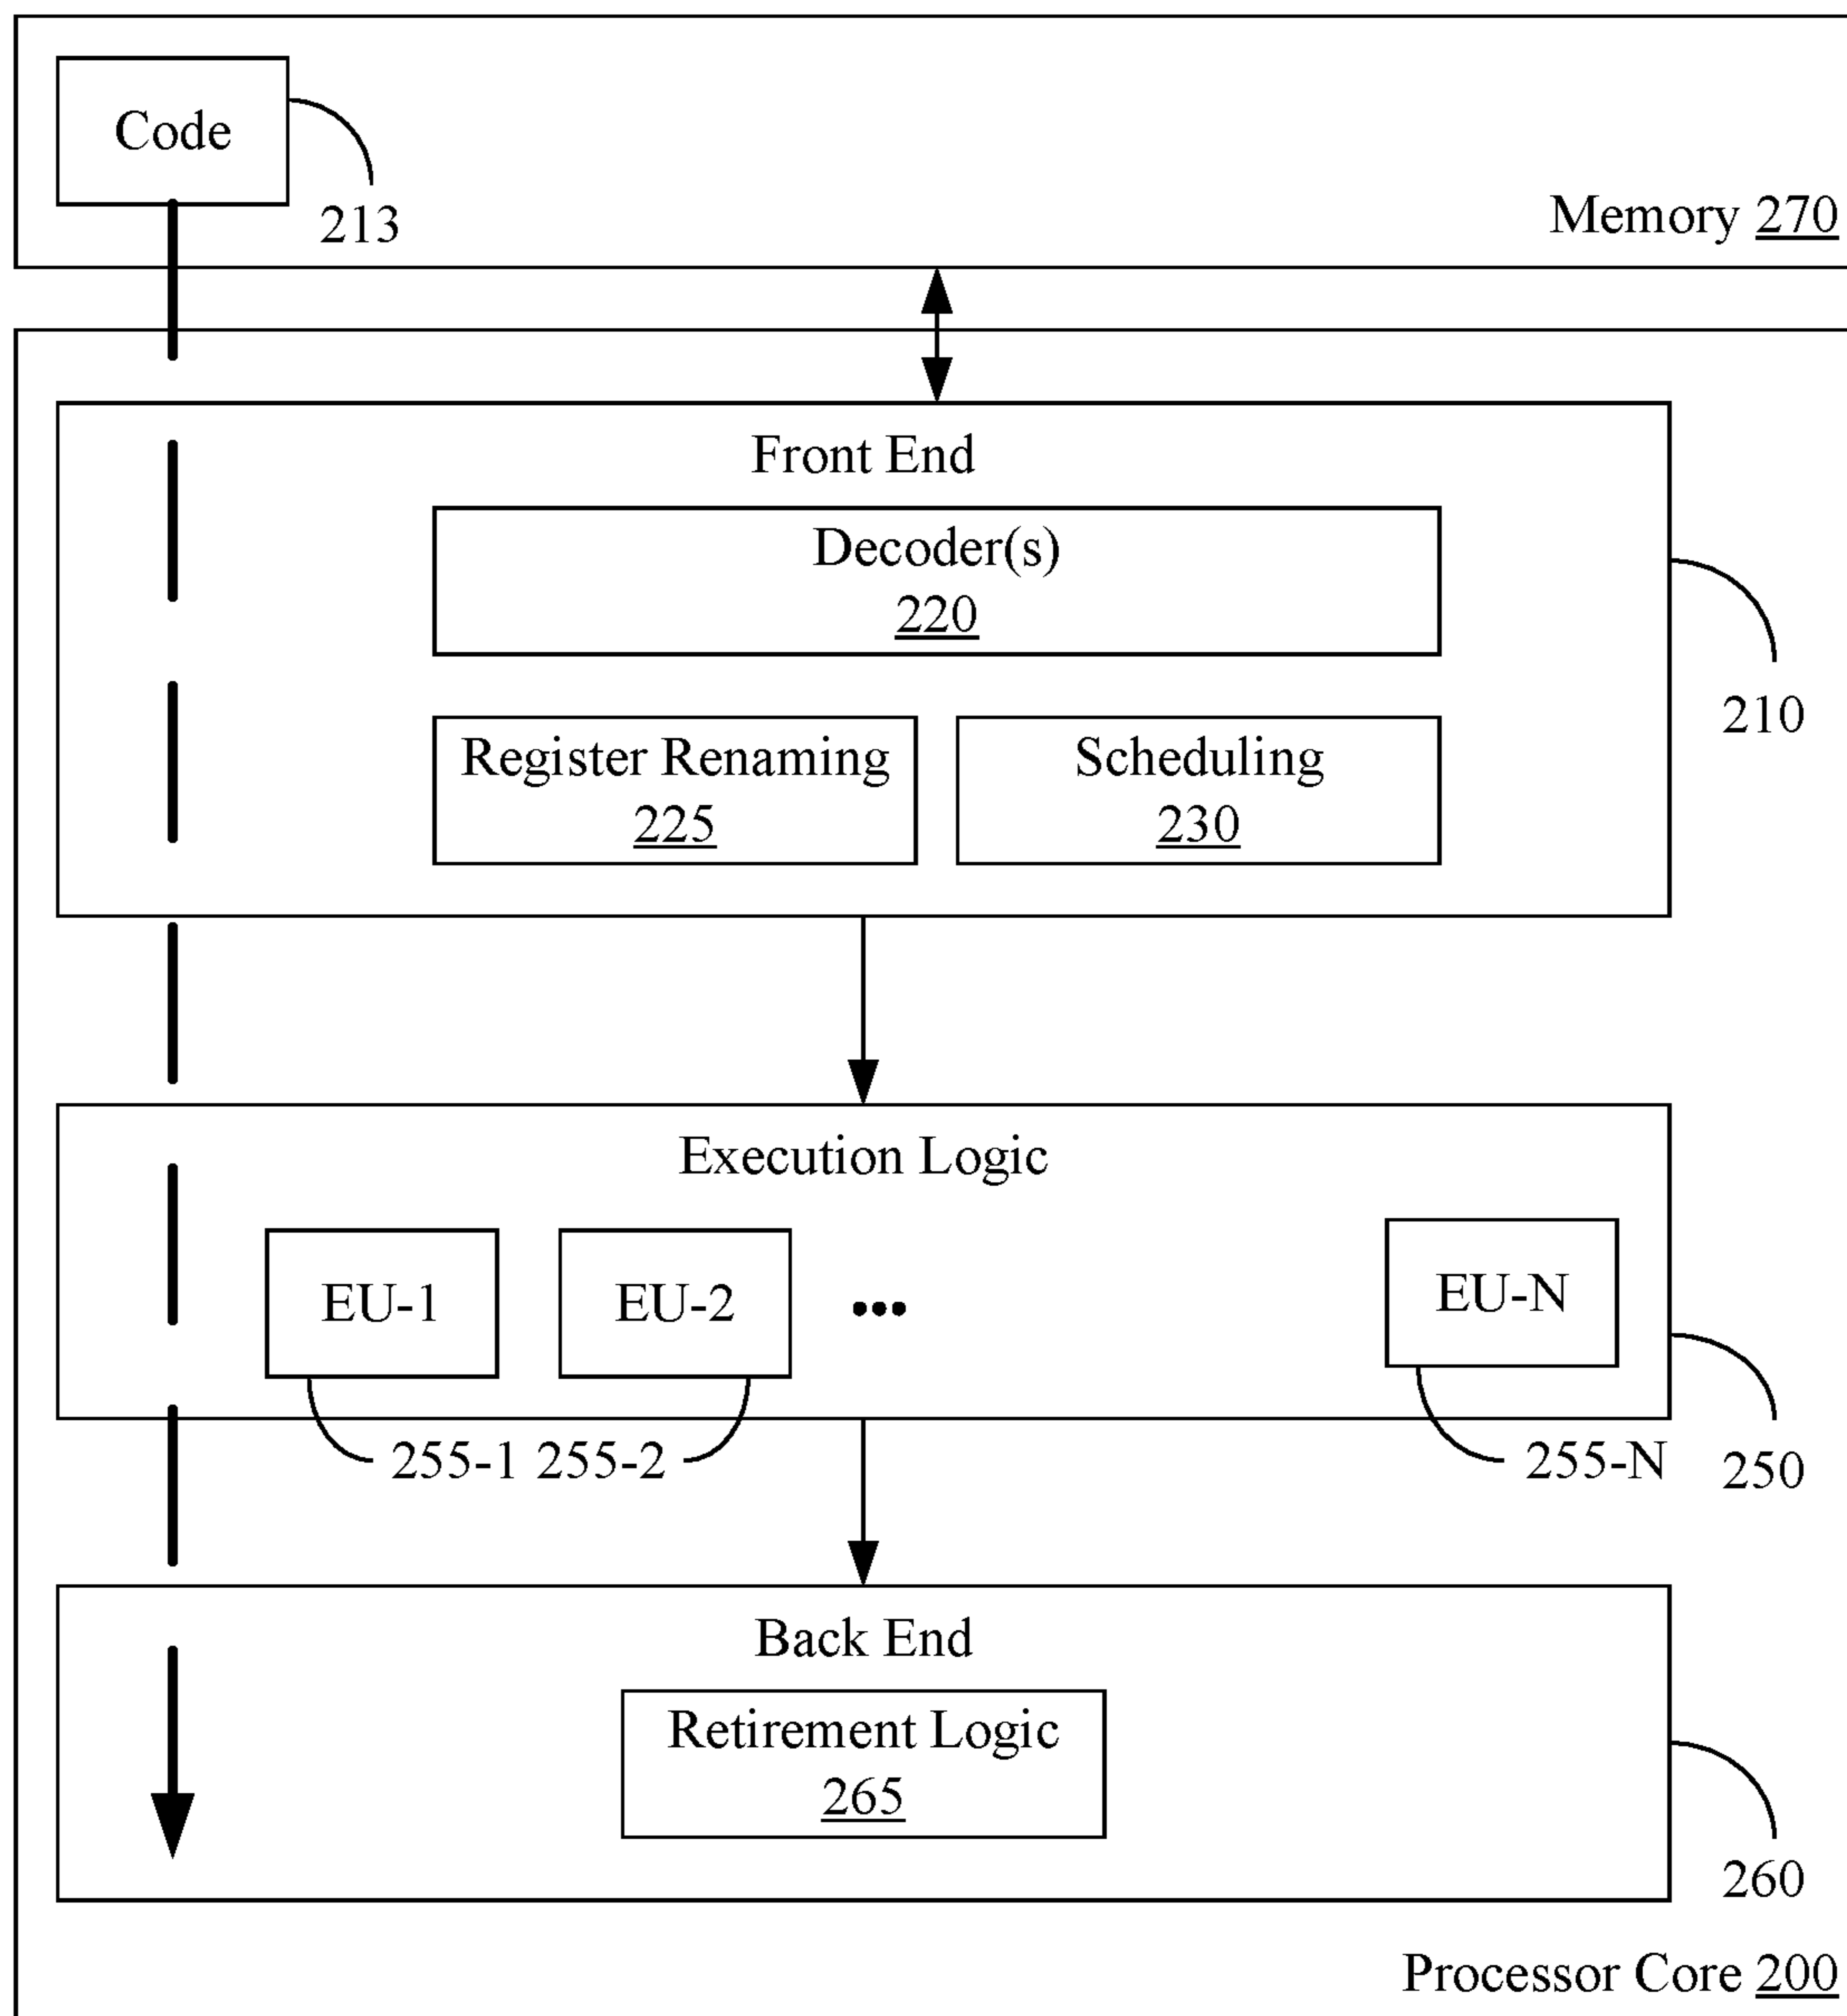 Code
213
Memory 270
Front End
Decoder(s)
220
210
Register Renaming
225
Scheduling
230
Execution Logic
EU-1
EU-2
•••
EU-N
255-1 255-2
255-N
250
Back End
Retirement Logic
265
260
Processor Core 200